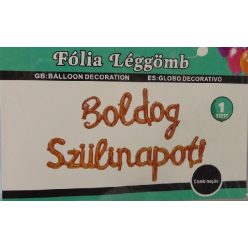 Fólia Léggömb
GB:BALLOON DECORATION ES:GLOBO DECORATIVO
Boldog
1
Szülinapot!